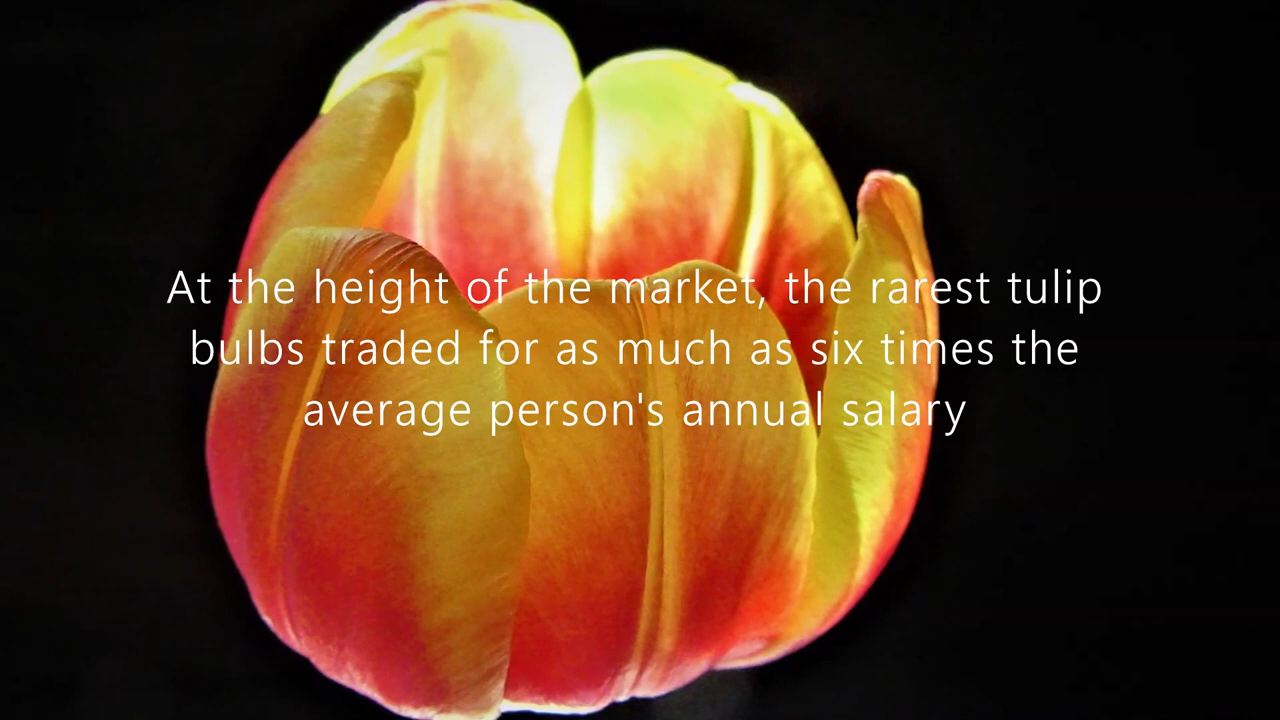 At the height of the market, the rarest tulip
bulbs traded for as much as six times the
average person's annual salary